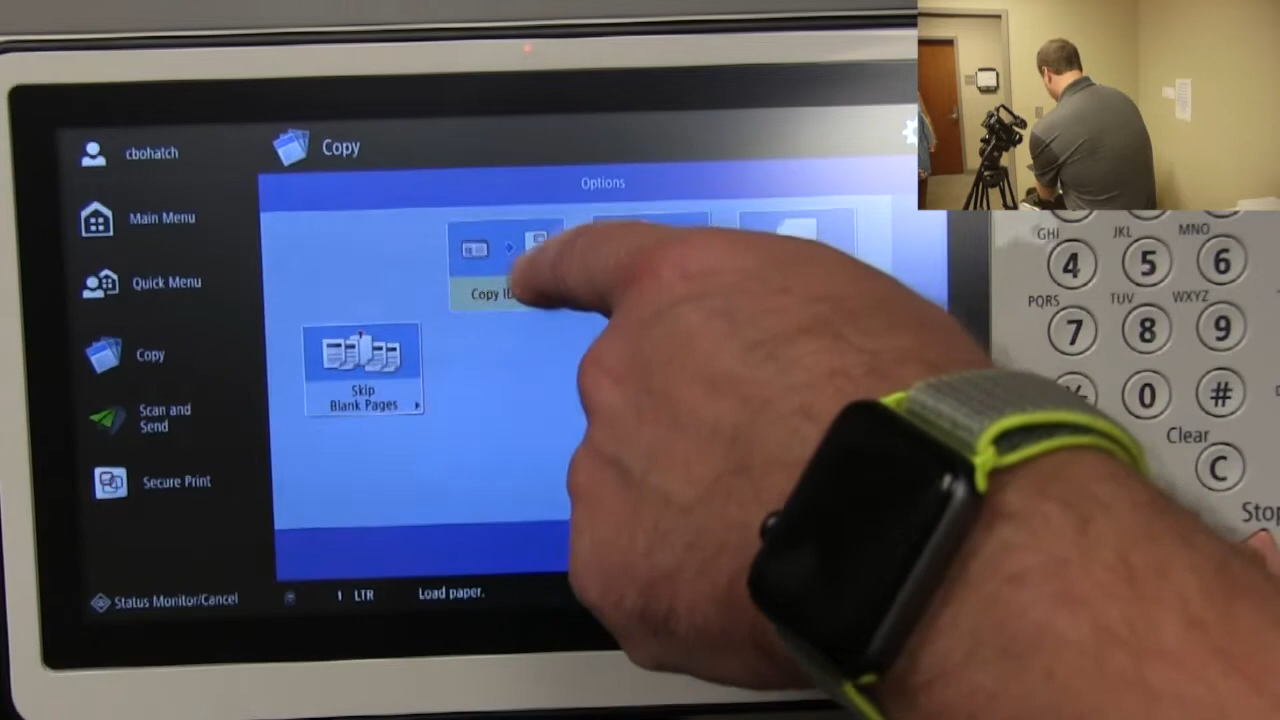 cbohatch
Copy
Options
Main Menu
Quick Menu
Copy
Scan and
Send
Secure Print
Status Monitor/Cancel
Copy ID
Skip
Blank Pages
1 LTR Load paper.
GHI JKL MNO
4 5 6
PQRS TUV WXYZ
7 8 9
0 #
Clear
C
Stop